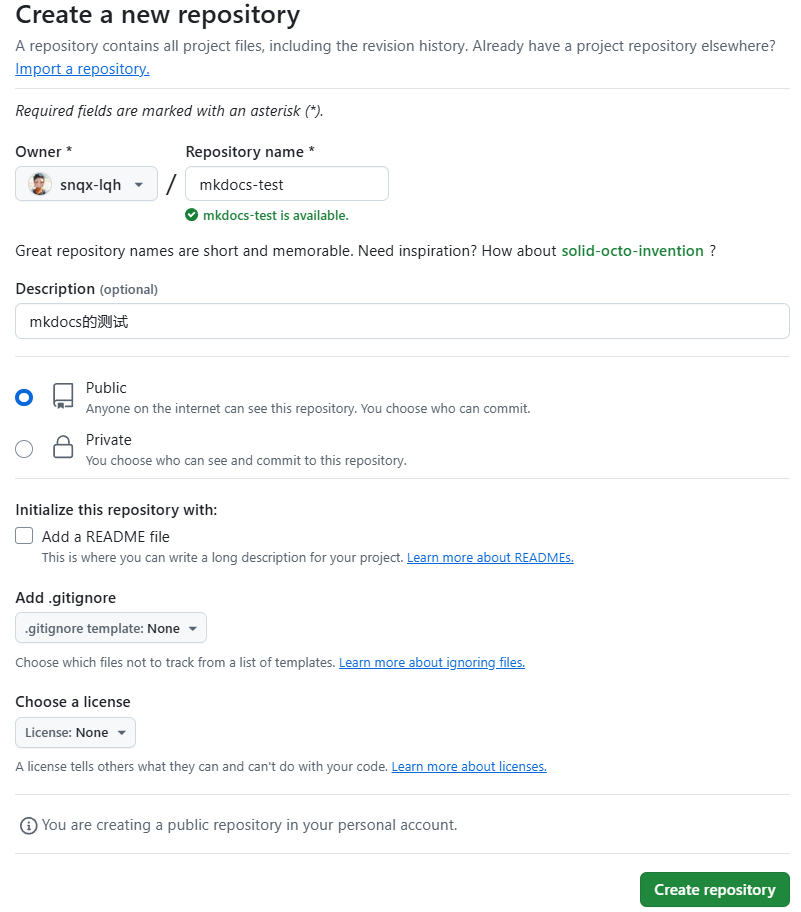 Create a new repository
A repository contains all project files, including the revision history. Already have a project repository elsewhere?
Import a repository.
Required fields are marked with an asterisk (*).
Owner * Repository name *
snqx-lqh / mkdocs-test
mkdocs-test is available.
Great repository names are short and memorable. Need inspiration? How about solid-octo-invention ?
Description (optional)
mkdocs的测试
Public
Anyone on the internet can see this repository. You choose who can commit.
Private
You choose who can see and commit to this repository.
Initialize this repository with:
Add a README file
This is where you can write a long description for your project. Learn more about READMEs.
Add .gitignore
.gitignore template: None
Choose which files not to track from a list of templates. Learn more about ignoring files.
Choose a license
License: None
A license tells others what they can and can't do with your code. Learn more about licenses.
You are creating a public repository in your personal account.
Create repository